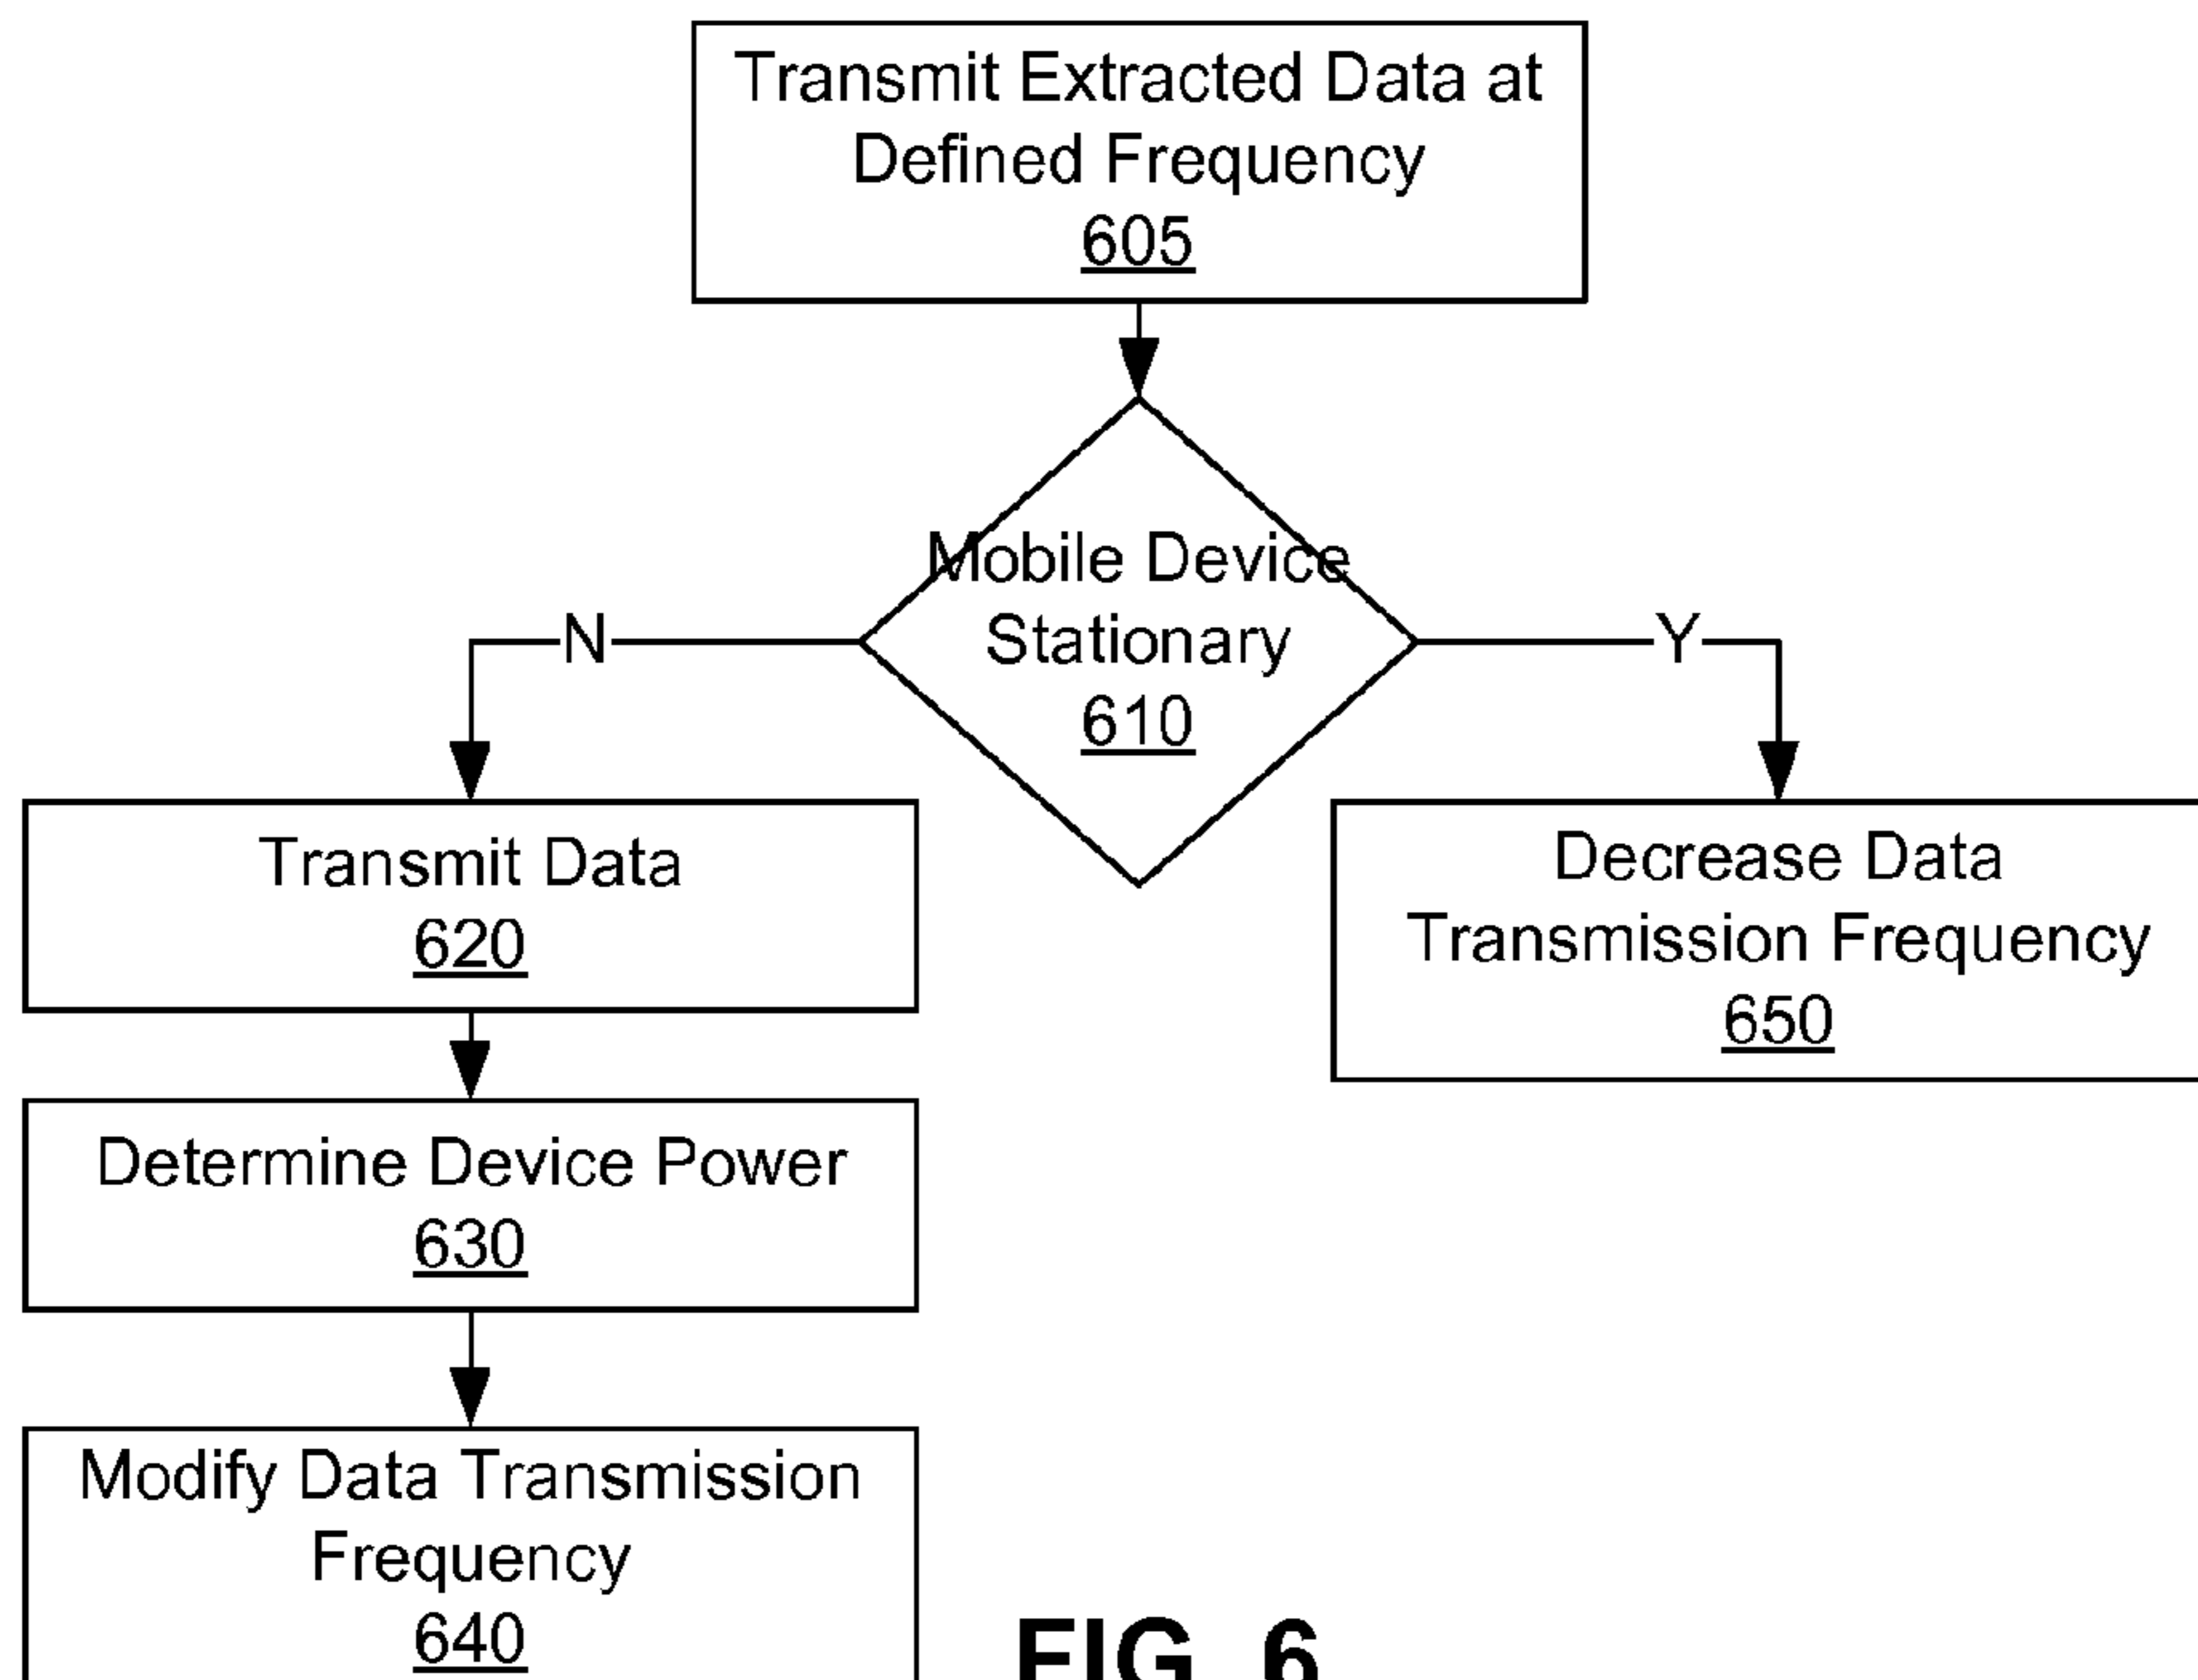 Transmit Extracted Data at
Defined Frequency
605
Mobile Device
Stationary
610
N
Y
Transmit Data
620
Decrease Data
Transmission Frequency
650
Determine Device Power
630
Modify Data Transmission
Frequency
640
FIG. 6